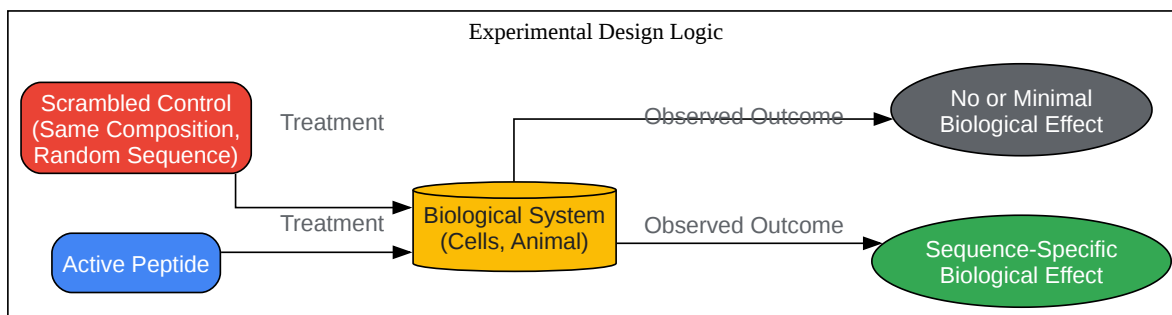 Experimental Design Logic
Scrambled Control
(Same Composition,
Random Sequence)
Treatment
Observed Outcome
No or Minimal
Biological Effect
Treatment
Active Peptide
Biological System
(Cells, Animal)
Observed Outcome
Sequence-Specific
Biological Effect